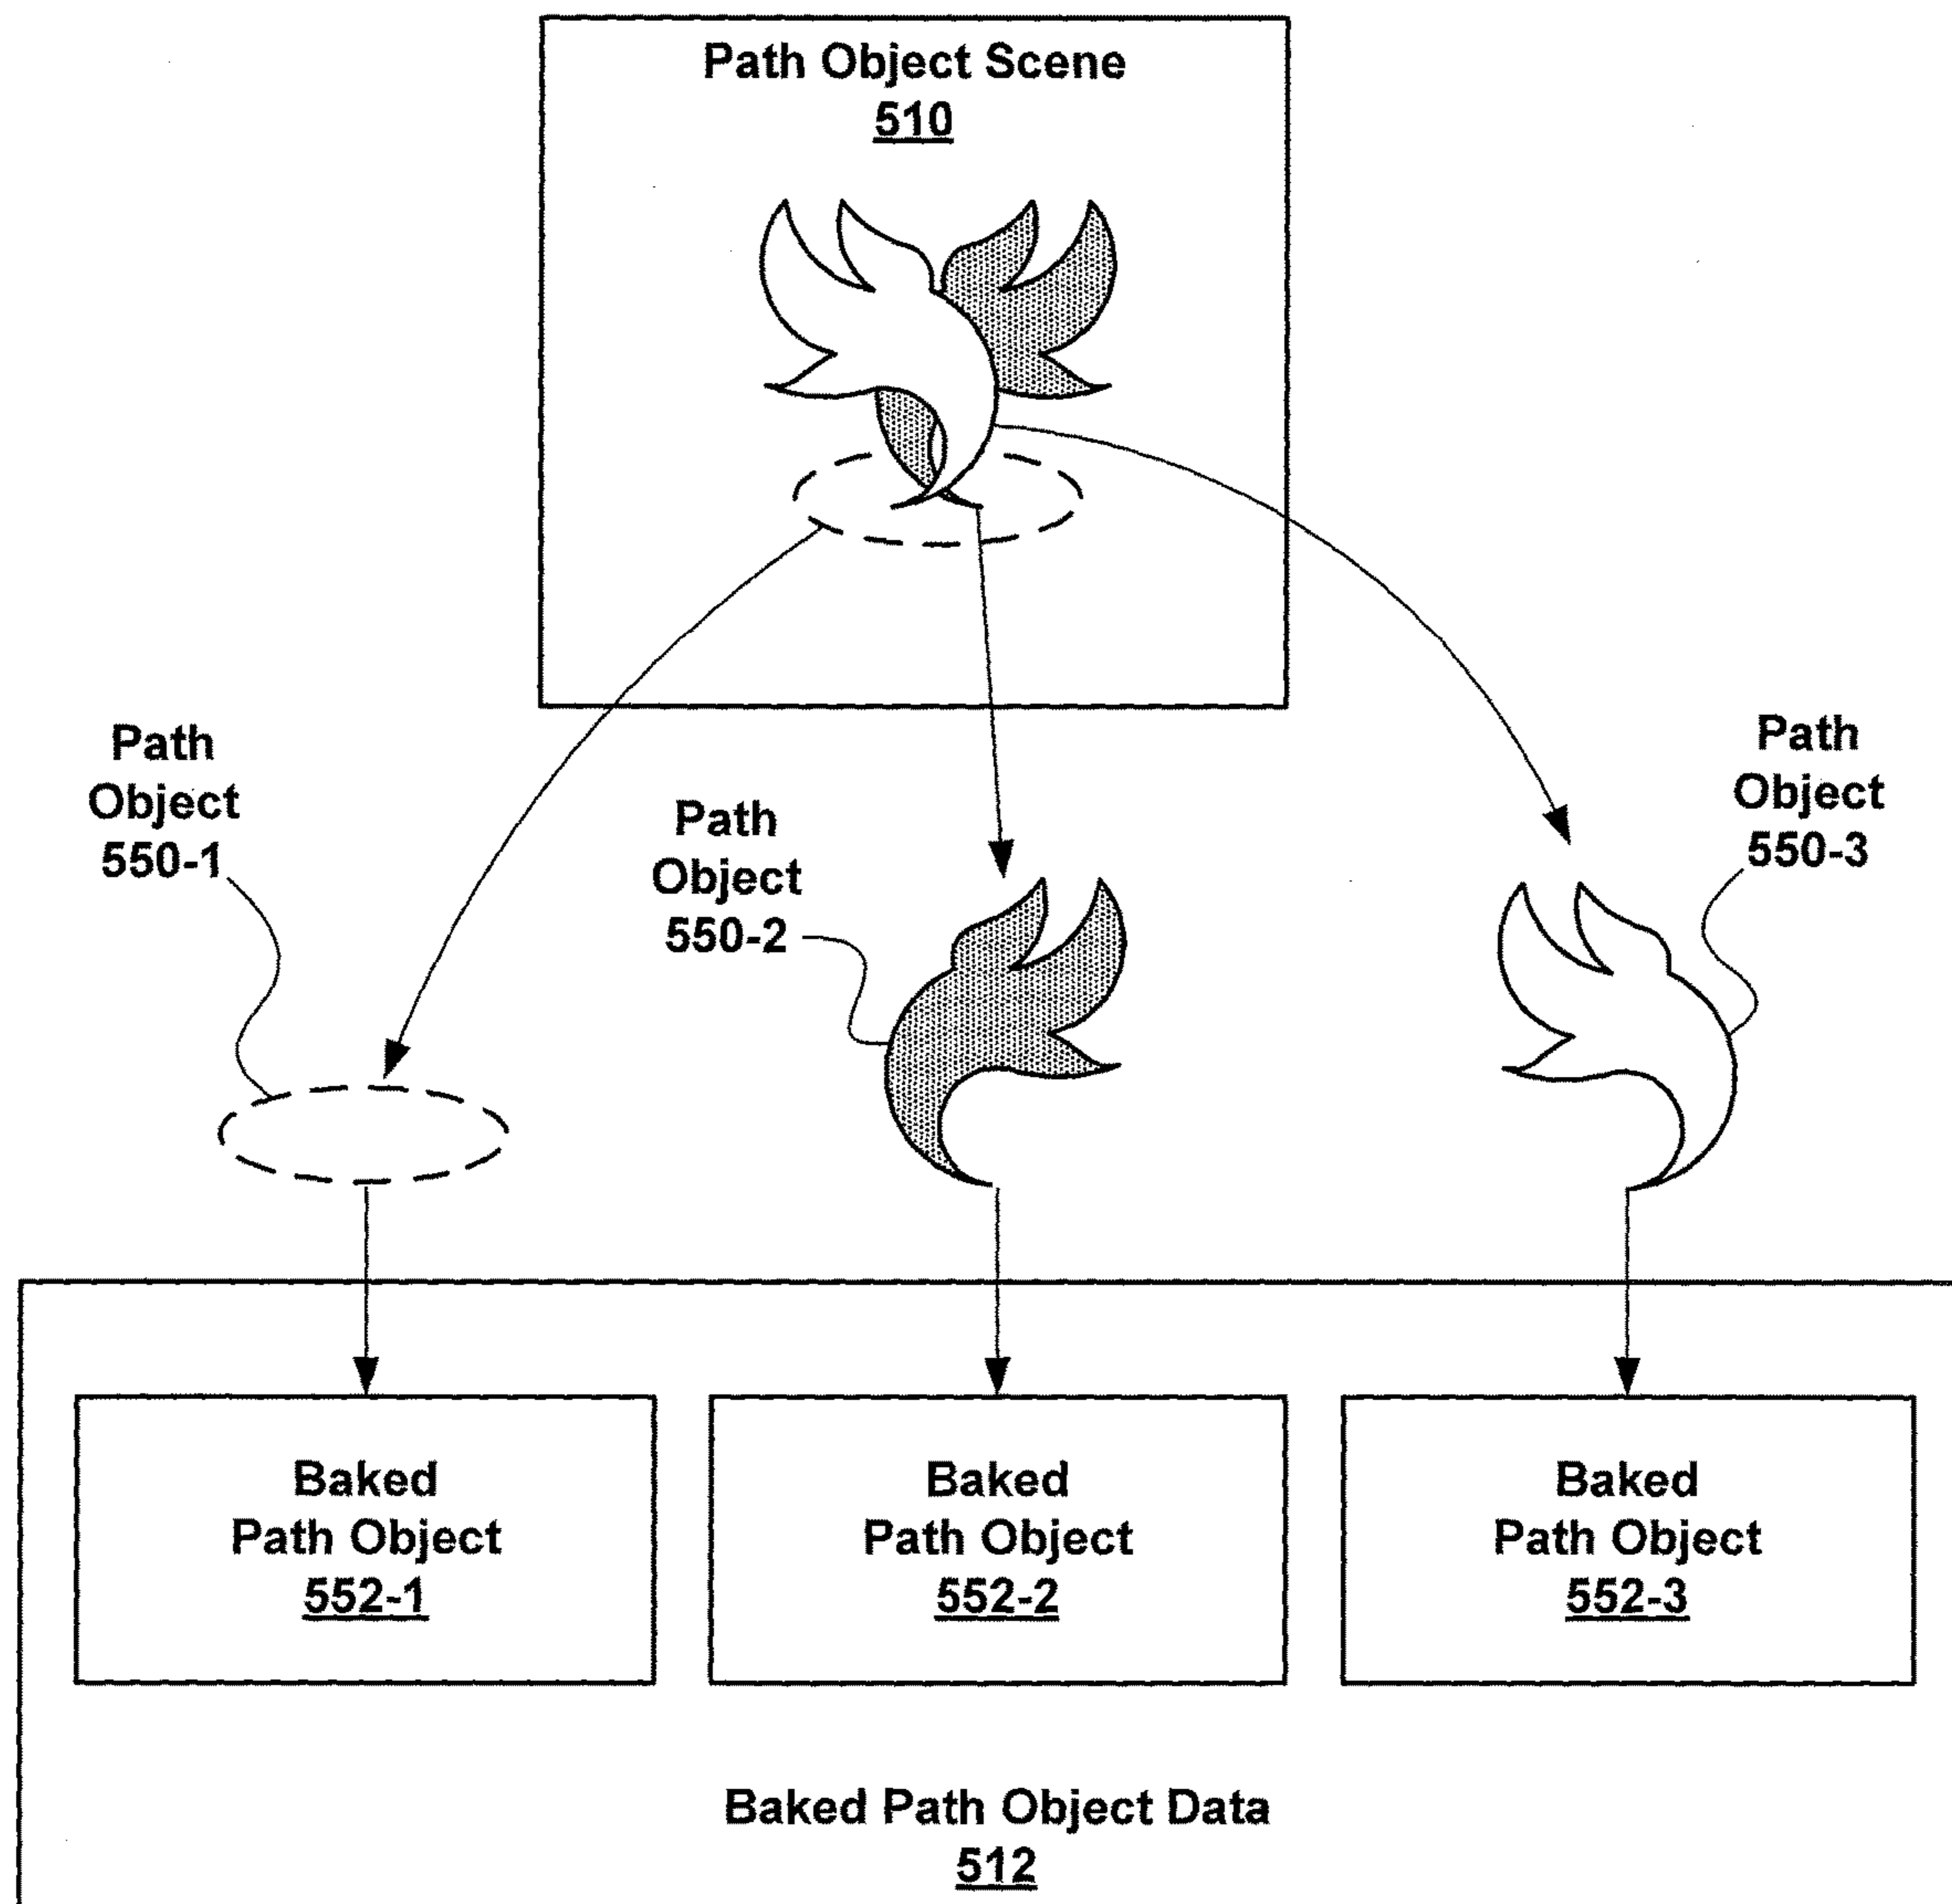 Path Object Scene
510
Path
Object
550-1
Path
Object
550-2
Path
Object
550-3
Baked
Path Object
552-1
Baked
Path Object
552-2
Baked
Path Object
552-3
Baked Path Object Data
512